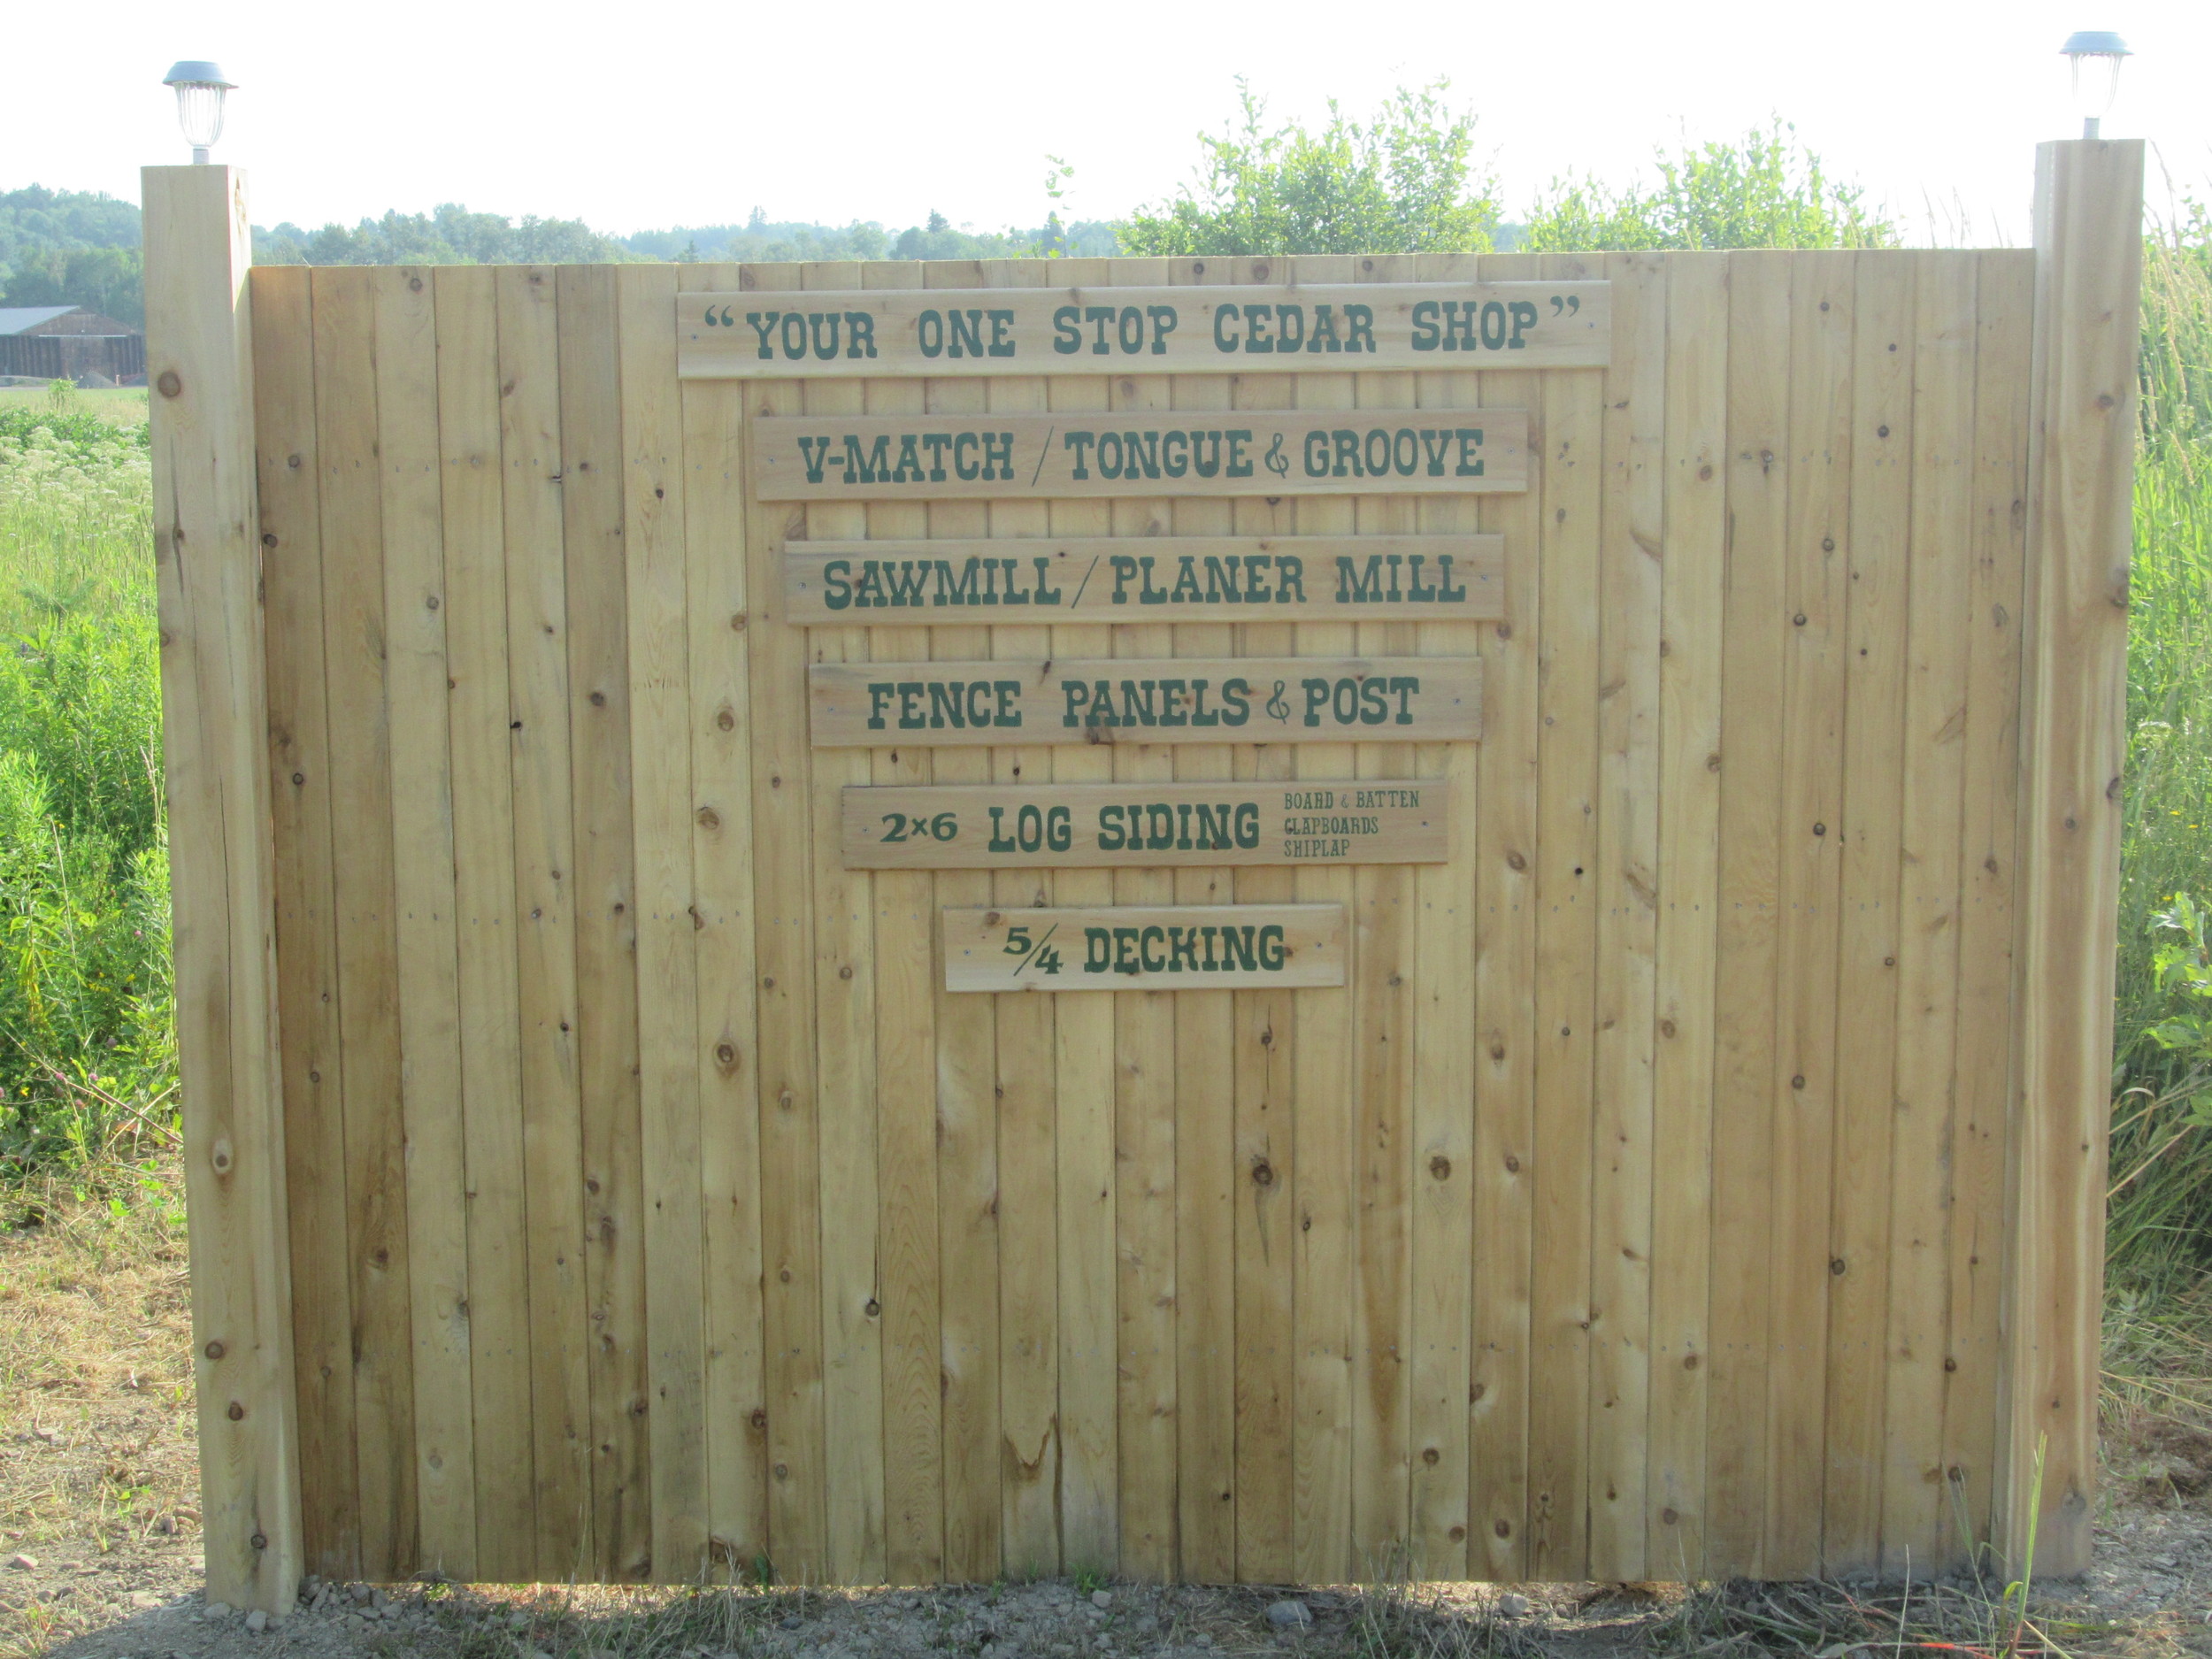 “YOUR ONE STOP CEDAR SHOP”
V-MATCH / TONGUE & GROOVE
SAWMILL / PLANER MILL
FENCE PANELS & POST
2×6 LOG SIDING
BOARD & BATTEN
CLAPBOARDS
SHIPLAP
5/4 DECKING